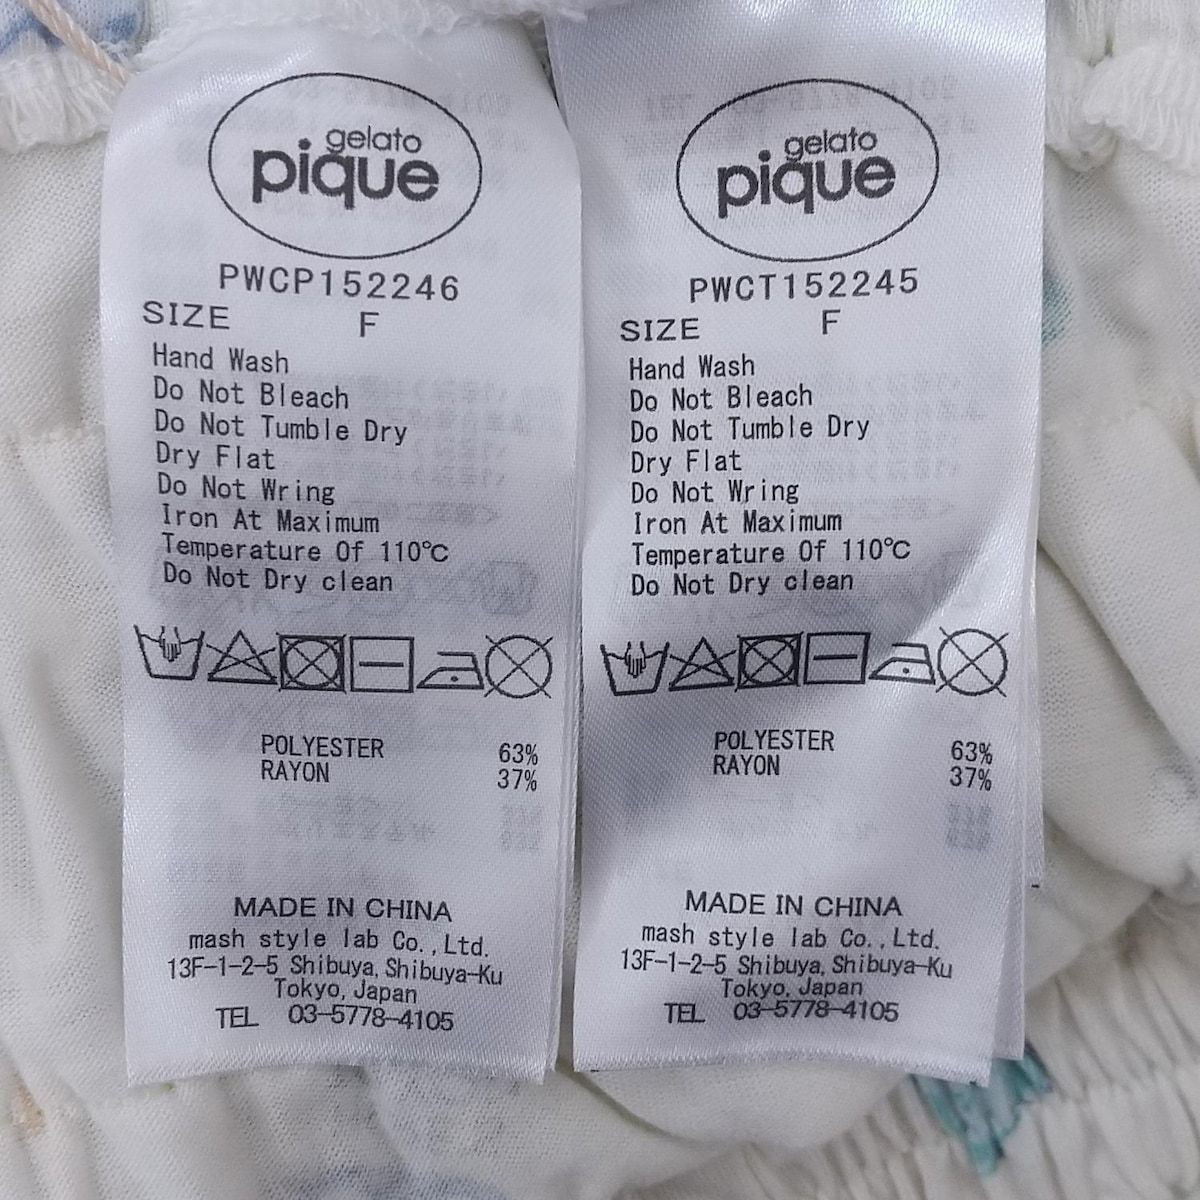 gelato
pique
PWCP152246
SIZE F
Hand Wash
Do Not Bleach
Do Not Tumble Dry
Dry Flat
Do Not Wring
Iron At Maximum
Temperature Of 110℃
Do Not Dry clean
POLYESTER 63%
RAYON 37%
MADE IN CHINA
mash style lab Co.,Ltd.
13F-1-2-5 Shibuya, Shibuya-Ku
Tokyo, Japan
TEL 03-5778-4105
gelato
pique
PWCT152245
SIZE F
Hand Wash
Do Not Bleach
Do Not Tumble Dry
Dry Flat
Do Not Wring
Iron At Maximum
Temperature Of 110℃
Do Not Dry clean
POLYESTER 63%
RAYON 37%
MADE IN CHINA
mash style lab Co.,Ltd.
13F-1-2-5 Shibuya, Shibuya-Ku
Tokyo, Japan
TEL 03-5778-4105